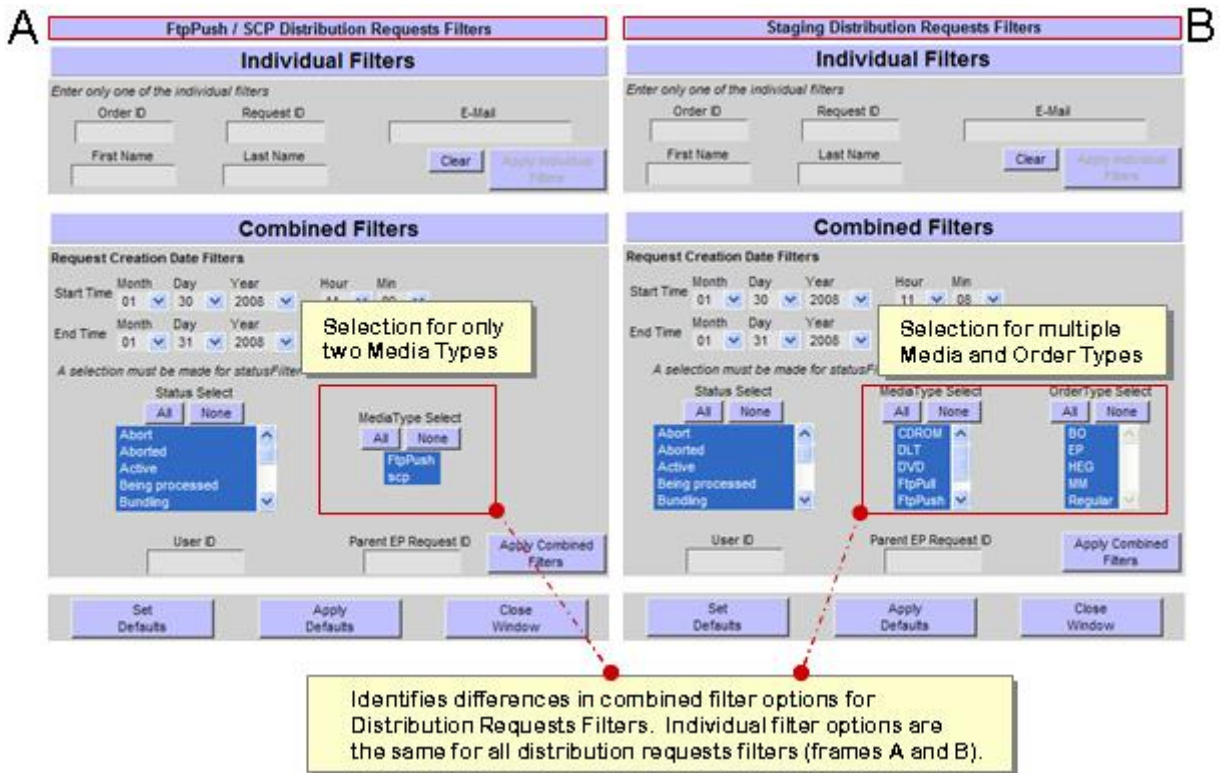 A
FtpPush / SCP Distribution Requests Filters
Individual Filters
Enter only one of the individual filters
Order ID Request ID E-Mail
First Name Last Name
Clear Apply Individual Filters
Combined Filters
Request Creation Date Filters
Month Day Year Hour Min
Start Time 01 30 2008
Month Day Year
End Time 01 31 2008
Selection for only
two Media Types
A selection must be made for statusFilter
Status Select
All None
Abort
Aborted
Active
Being processed
Bundling
MediaType Select
All None
FtpPush
scp
User ID Parent EP Request ID
Apply Combined
Filters
Set
Defaults
Apply
Defaults
Close
Window
B
Staging Distribution Requests Filters
Individual Filters
Enter only one of the individual filters
Order ID Request ID E-Mail
First Name Last Name
Clear Apply Individual Filters
Combined Filters
Request Creation Date Filters
Month Day Year Hour Min
Start Time 01 30 2008 11 08
Month Day Year
End Time 01 31 2008
Selection for multiple
Media and Order Types
A selection must be made for statusFil
Status Select
All None
Abort
Aborted
Active
Being processed
Bundling
MediaType Select
All None
CDROM
DLT
DVD
FtpPull
FtpPush
OrderType Select
All None
BO
EP
HEG
MM
Regular
User ID Parent EP Request ID
Apply Combined
Filters
Set
Defaults
Apply
Defaults
Close
Window
Identifies differences in combined filter options for
Distribution Requests Filters. Individual filter options are
the same for all distribution requests filters (frames A and B).